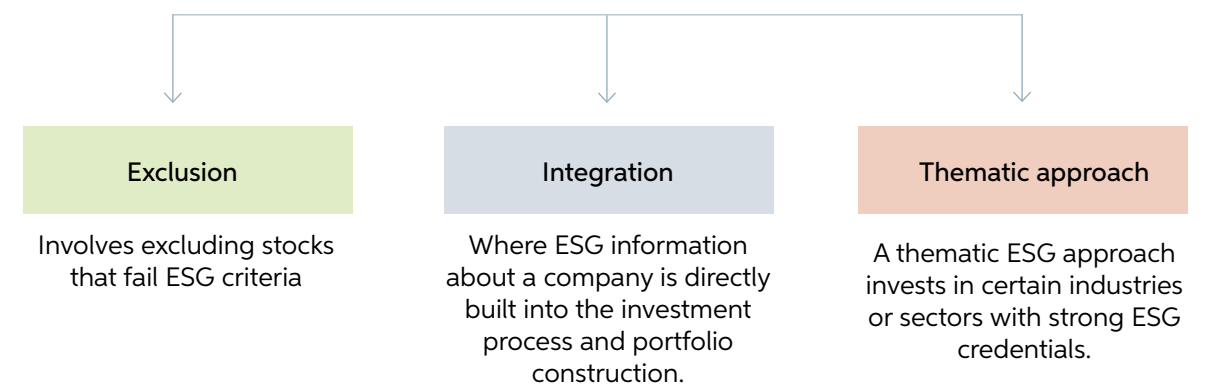 Exclusion
Involves excluding stocks
that fail ESG criteria
Integration
Where ESG information
about a company is directly
built into the investment
process and portfolio
construction.
Thematic approach
A thematic ESG approach
invests in certain industries
or sectors with strong ESG
credentials.